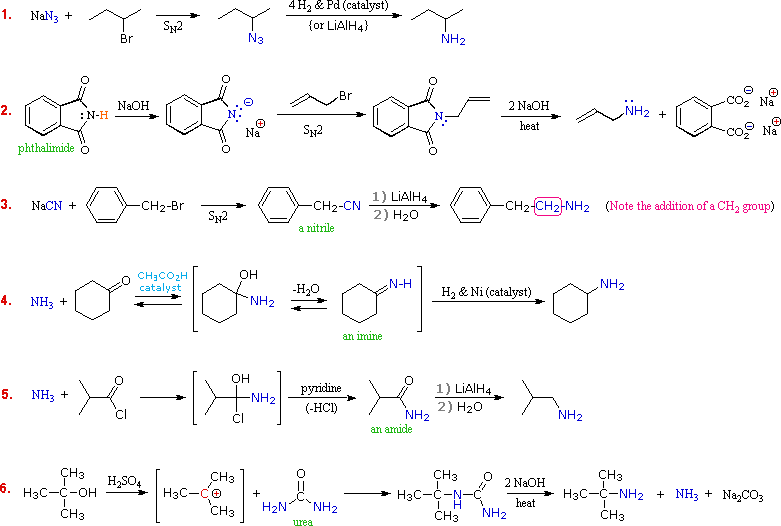 1. NaN3 + Br SN2 N3 4 H2 & Pd (catalyst) {or LiAlH4} NH2
2. O :N-H O phthalimide NaOH O N ⊖ Na ⊕ O Br SN2 O N: O 2 NaOH heat NH2 + CO2 ⊖ Na ⊕ CO2 ⊖ Na ⊕
3. NaCN + CH2-Br SN2 CH2-CN a nitrile 1) LiAlH4 2) H2O CH2-CH2-NH2 (Note the addition of a CH2 group)
4. NH3 + O CH3CO2H catalyst OH NH2 -H2O N-H an imine H2 & Ni (catalyst) NH2
5. NH3 + O Cl OH NH2 Cl pyridine (-HCl) O NH2 an amide 1) LiAlH4 2) H2O NH2
6. CH3 H3C OH CH3 H2SO4 CH3 H3C-C ⊕ CH3 + O H2N NH2 urea CH3 H3C N H CH3 O NH2 2 NaOH heat CH3 H3C NH2 CH3 + NH3 + Na2CO3